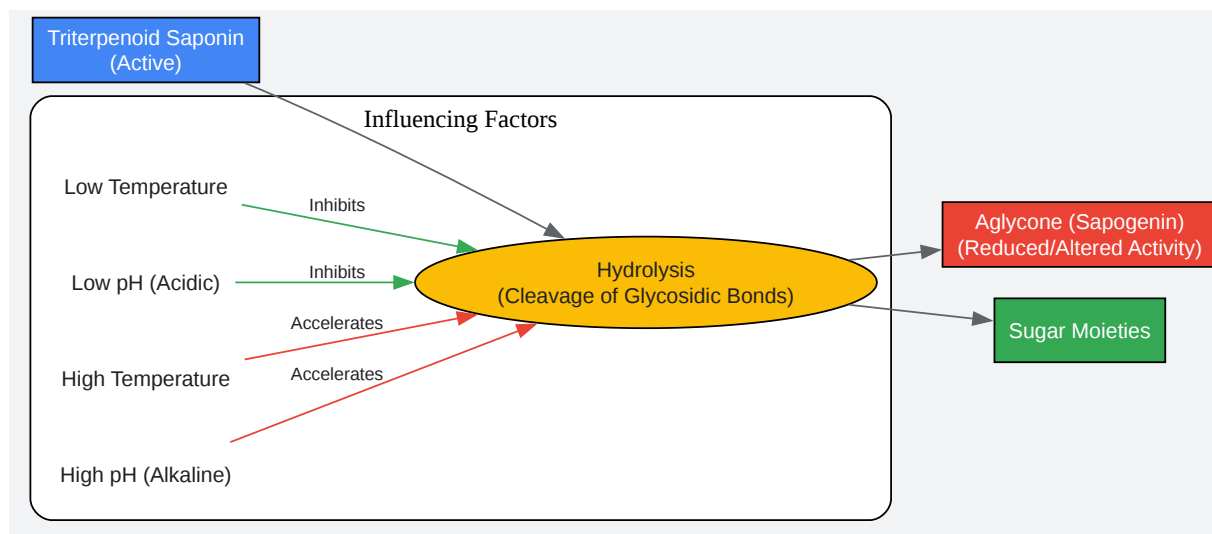 Triterpenoid Saponin
(Active)
Influencing Factors
Low Temperature
Inhibits
Low pH (Acidic)
Inhibits
High Temperature
Accelerates
High pH (Alkaline)
Accelerates
Hydrolysis
(Cleavage of Glycosidic Bonds)
Aglycone (Sapogenin)
(Reduced/Altered Activity)
Sugar Moieties